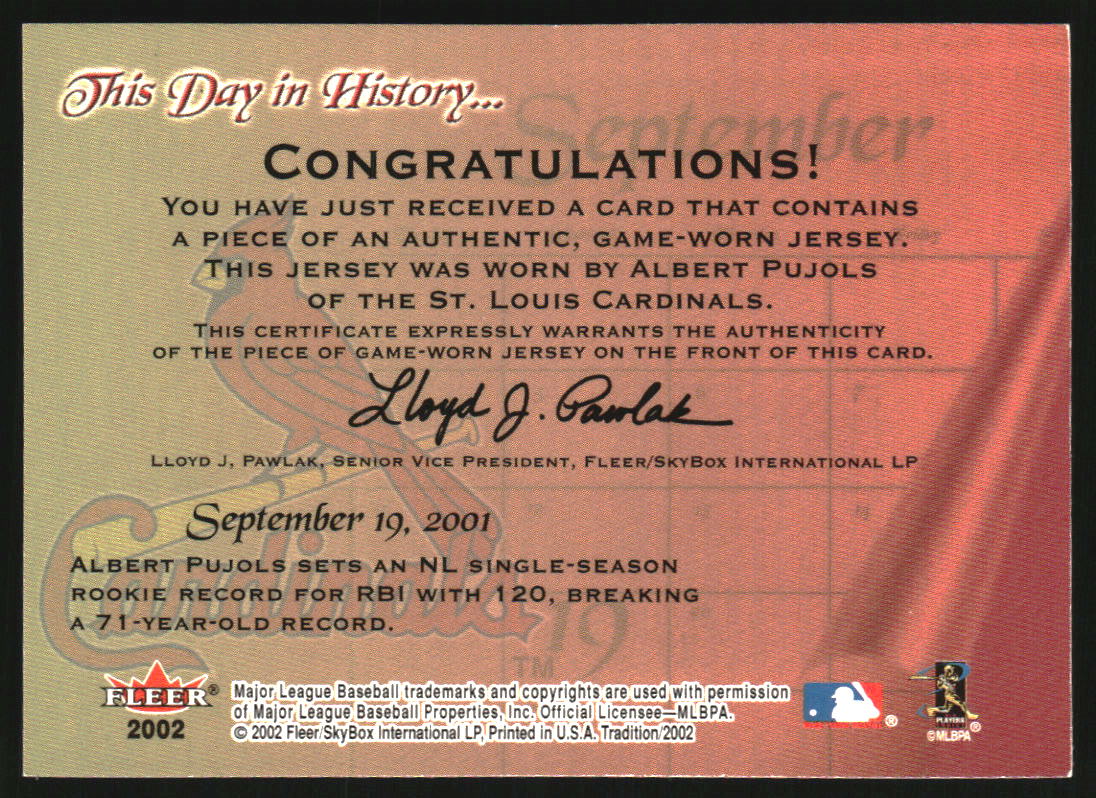 This Day in History...
September
CONGRATULATIONS!
YOU HAVE JUST RECEIVED A CARD THAT CONTAINS
A PIECE OF AN AUTHENTIC, GAME-WORN JERSEY.
THIS JERSEY WAS WORN BY ALBERT PUJOLS
OF THE ST. LOUIS CARDINALS.
THIS CERTIFICATE EXPRESSLY WARRANTS THE AUTHENTICITY
OF THE PIECE OF GAME-WORN JERSEY ON THE FRONT OF THIS CARD.
Lloyd J. Pawlak
LLOYD J, PAWLAK, SENIOR VICE PRESIDENT, FLEER/SKYBOX INTERNATIONAL LP
September 19, 2001
ALBERT PUJOLS SETS AN NL SINGLE-SEASON
ROOKIE RECORD FOR RBI WITH 120, BREAKING
A 71-YEAR-OLD RECORD.
Cardinals
19
TM
FLEER®
2002
Major League Baseball trademarks and copyrights are used with permission
of Major League Baseball Properties, Inc. Official Licensee—MLBPA.
© 2002 Fleer/SkyBox International LP, Printed in U.S.A. Tradition/2002
®
PLAYERS
®
©MLBPA